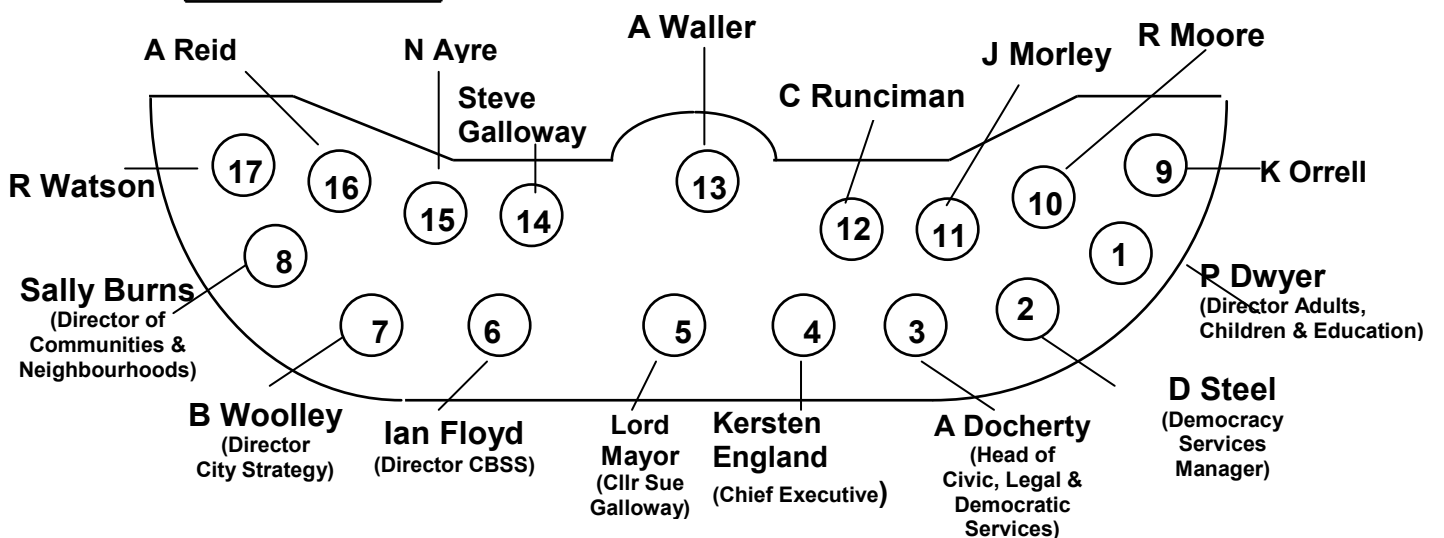 A Waller
R Moore
A Reid
N Ayre
J Morley
Steve
Galloway
C Runciman
17
16
15
14
13
12
11
10
9
R Watson
K Orrell
8
1
Sally Burns
(Director of
Communities &
Neighbourhoods)
P Dwyer
(Director Adults,
Children & Education)
7
6
5
4
3
2
B Woolley
(Director
City Strategy)
Ian Floyd
(Director CBSS)
Lord
Mayor
(Cllr Sue
Galloway)
Kersten
England
(Chief Executive)
A Docherty
(Head of
Civic, Legal &
Democratic
Services)
D Steel
(Democracy
Services
Manager)